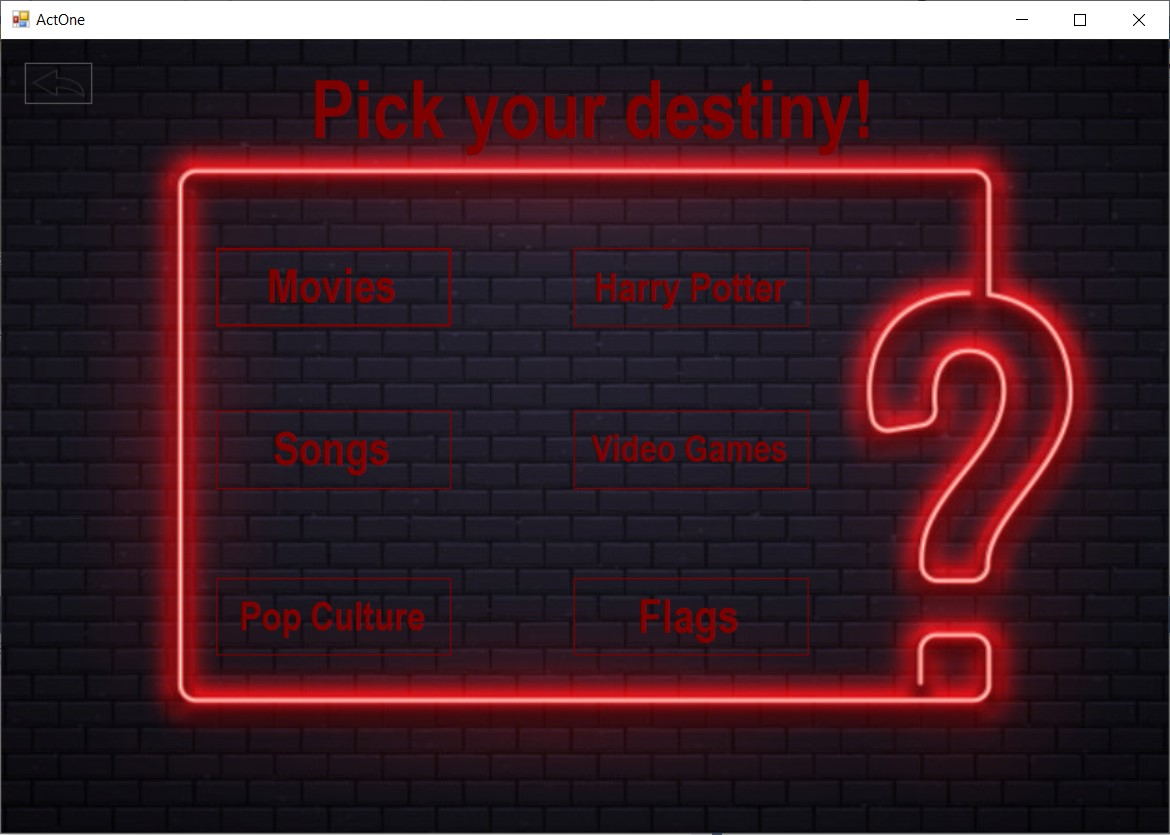 ActOne
Pick your destiny!
Movies
Harry Potter
Songs
Video Games
Pop Culture
Flags